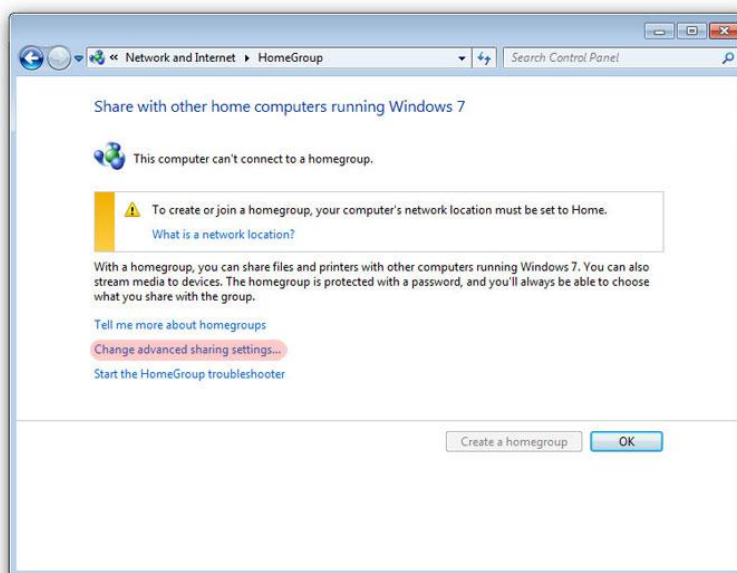 « Network and Internet ▸ HomeGroup
Search Control Panel
Share with other home computers running Windows 7
This computer can't connect to a homegroup.
To create or join a homegroup, your computer's network location must be set to Home.
What is a network location?
With a homegroup, you can share files and printers with other computers running Windows 7. You can also
stream media to devices. The homegroup is protected with a password, and you'll always be able to choose
what you share with the group.
Tell me more about homegroups
Change advanced sharing settings...
Start the HomeGroup troubleshooter
Create a homegroup
OK